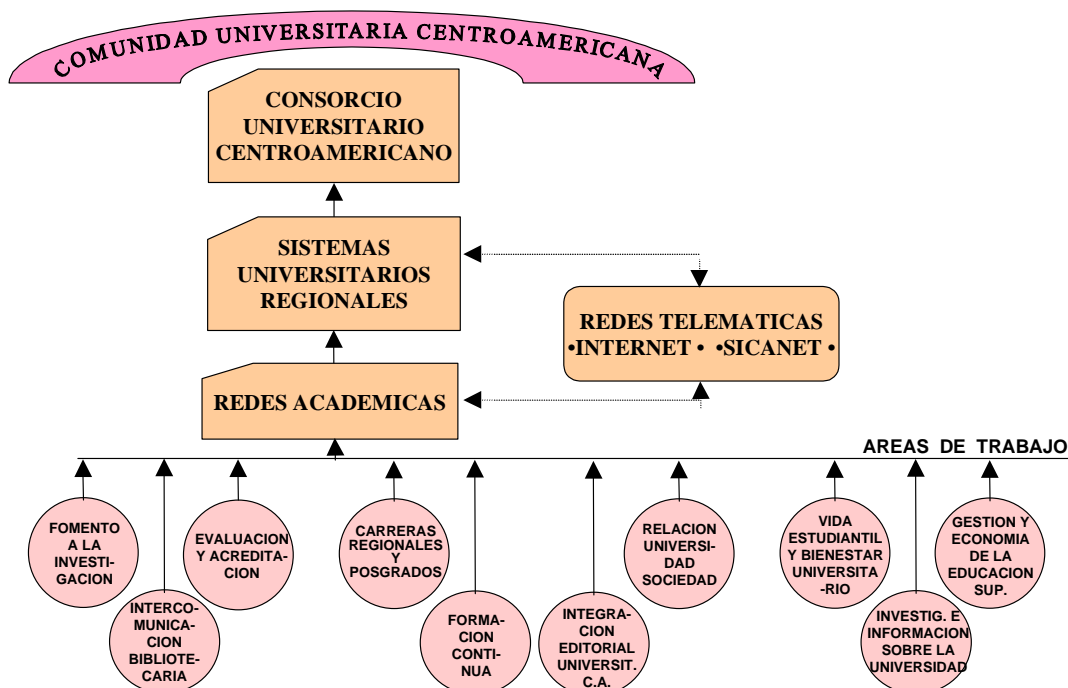 COMUNIDAD UNIVERSITARIA CENTROAMERICANA
CONSORCIO
UNIVERSITARIO
CENTROAMERICANO
SISTEMAS
UNIVERSITARIOS
REGIONALES
REDES TELEMATICAS
•INTERNET • •SICANET •
REDES ACADEMICAS
AREAS DE TRABAJO
FOMENTO
A LA
INVESTI-
GACION
INTERCO-
MUNICA-
CION
BIBLIOTE-
CARIA
EVALUACION
Y ACREDITA-
CION
CARRERAS
REGIONALES
Y
POSGRADOS
FORMA-
CION
CONTI-
NUA
INTEGRA-
CION
EDITORIAL
UNIVERSIT.
C.A.
RELACION
UNIVERSI-
DAD
SOCIEDAD
VIDA
ESTUDIANTIL
Y BIENESTAR
UNIVERSITA
-RIO
INVESTIG. E
INFORMACION
SOBRE LA
UNIVERSIDAD
GESTION Y
ECONOMIA
DE LA
EDUCACION
SUP.